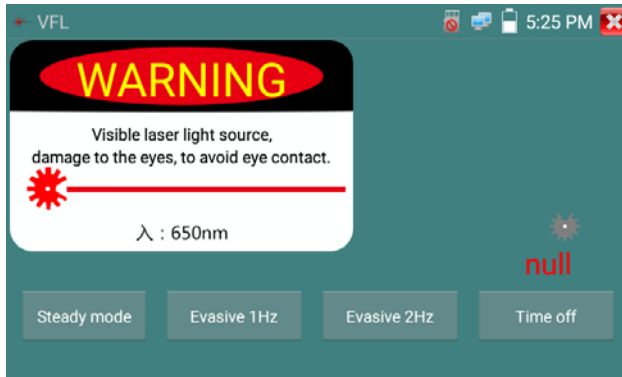 VFL
5:25 PM
WARNING
Visible laser light source,
damage to the eyes, to avoid eye contact.
入 : 650nm
null
Steady mode
Evasive 1Hz
Evasive 2Hz
Time off